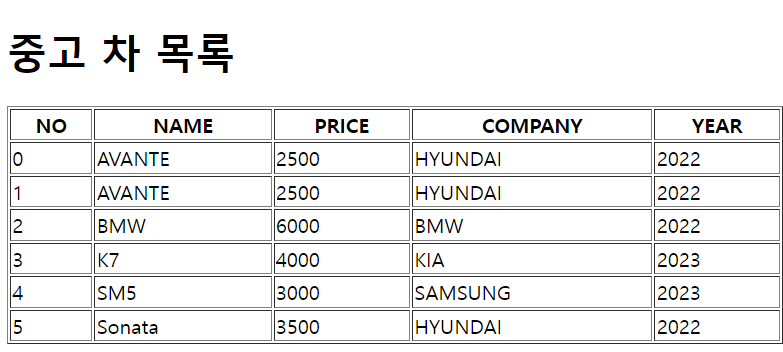 중고 차 목록
NO NAME PRICE COMPANY YEAR
0 AVANTE 2500 HYUNDAI 2022
1 AVANTE 2500 HYUNDAI 2022
2 BMW 6000 BMW 2022
3 K7 4000 KIA 2023
4 SM5 3000 SAMSUNG 2023
5 Sonata 3500 HYUNDAI 2022